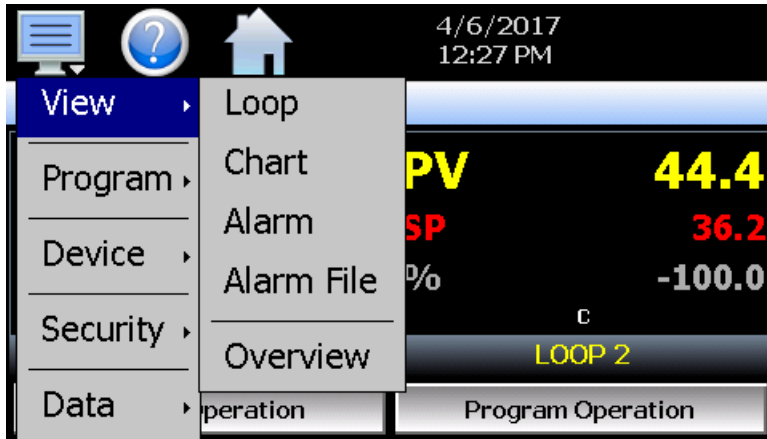 ?
4/6/2017
12:27 PM
View
Program
Device
Security
Data
Loop
Chart
Alarm
Alarm File
Overview
PV 44.4
SP 36.2
% -100.0
C
LOOP 2
Program Operation